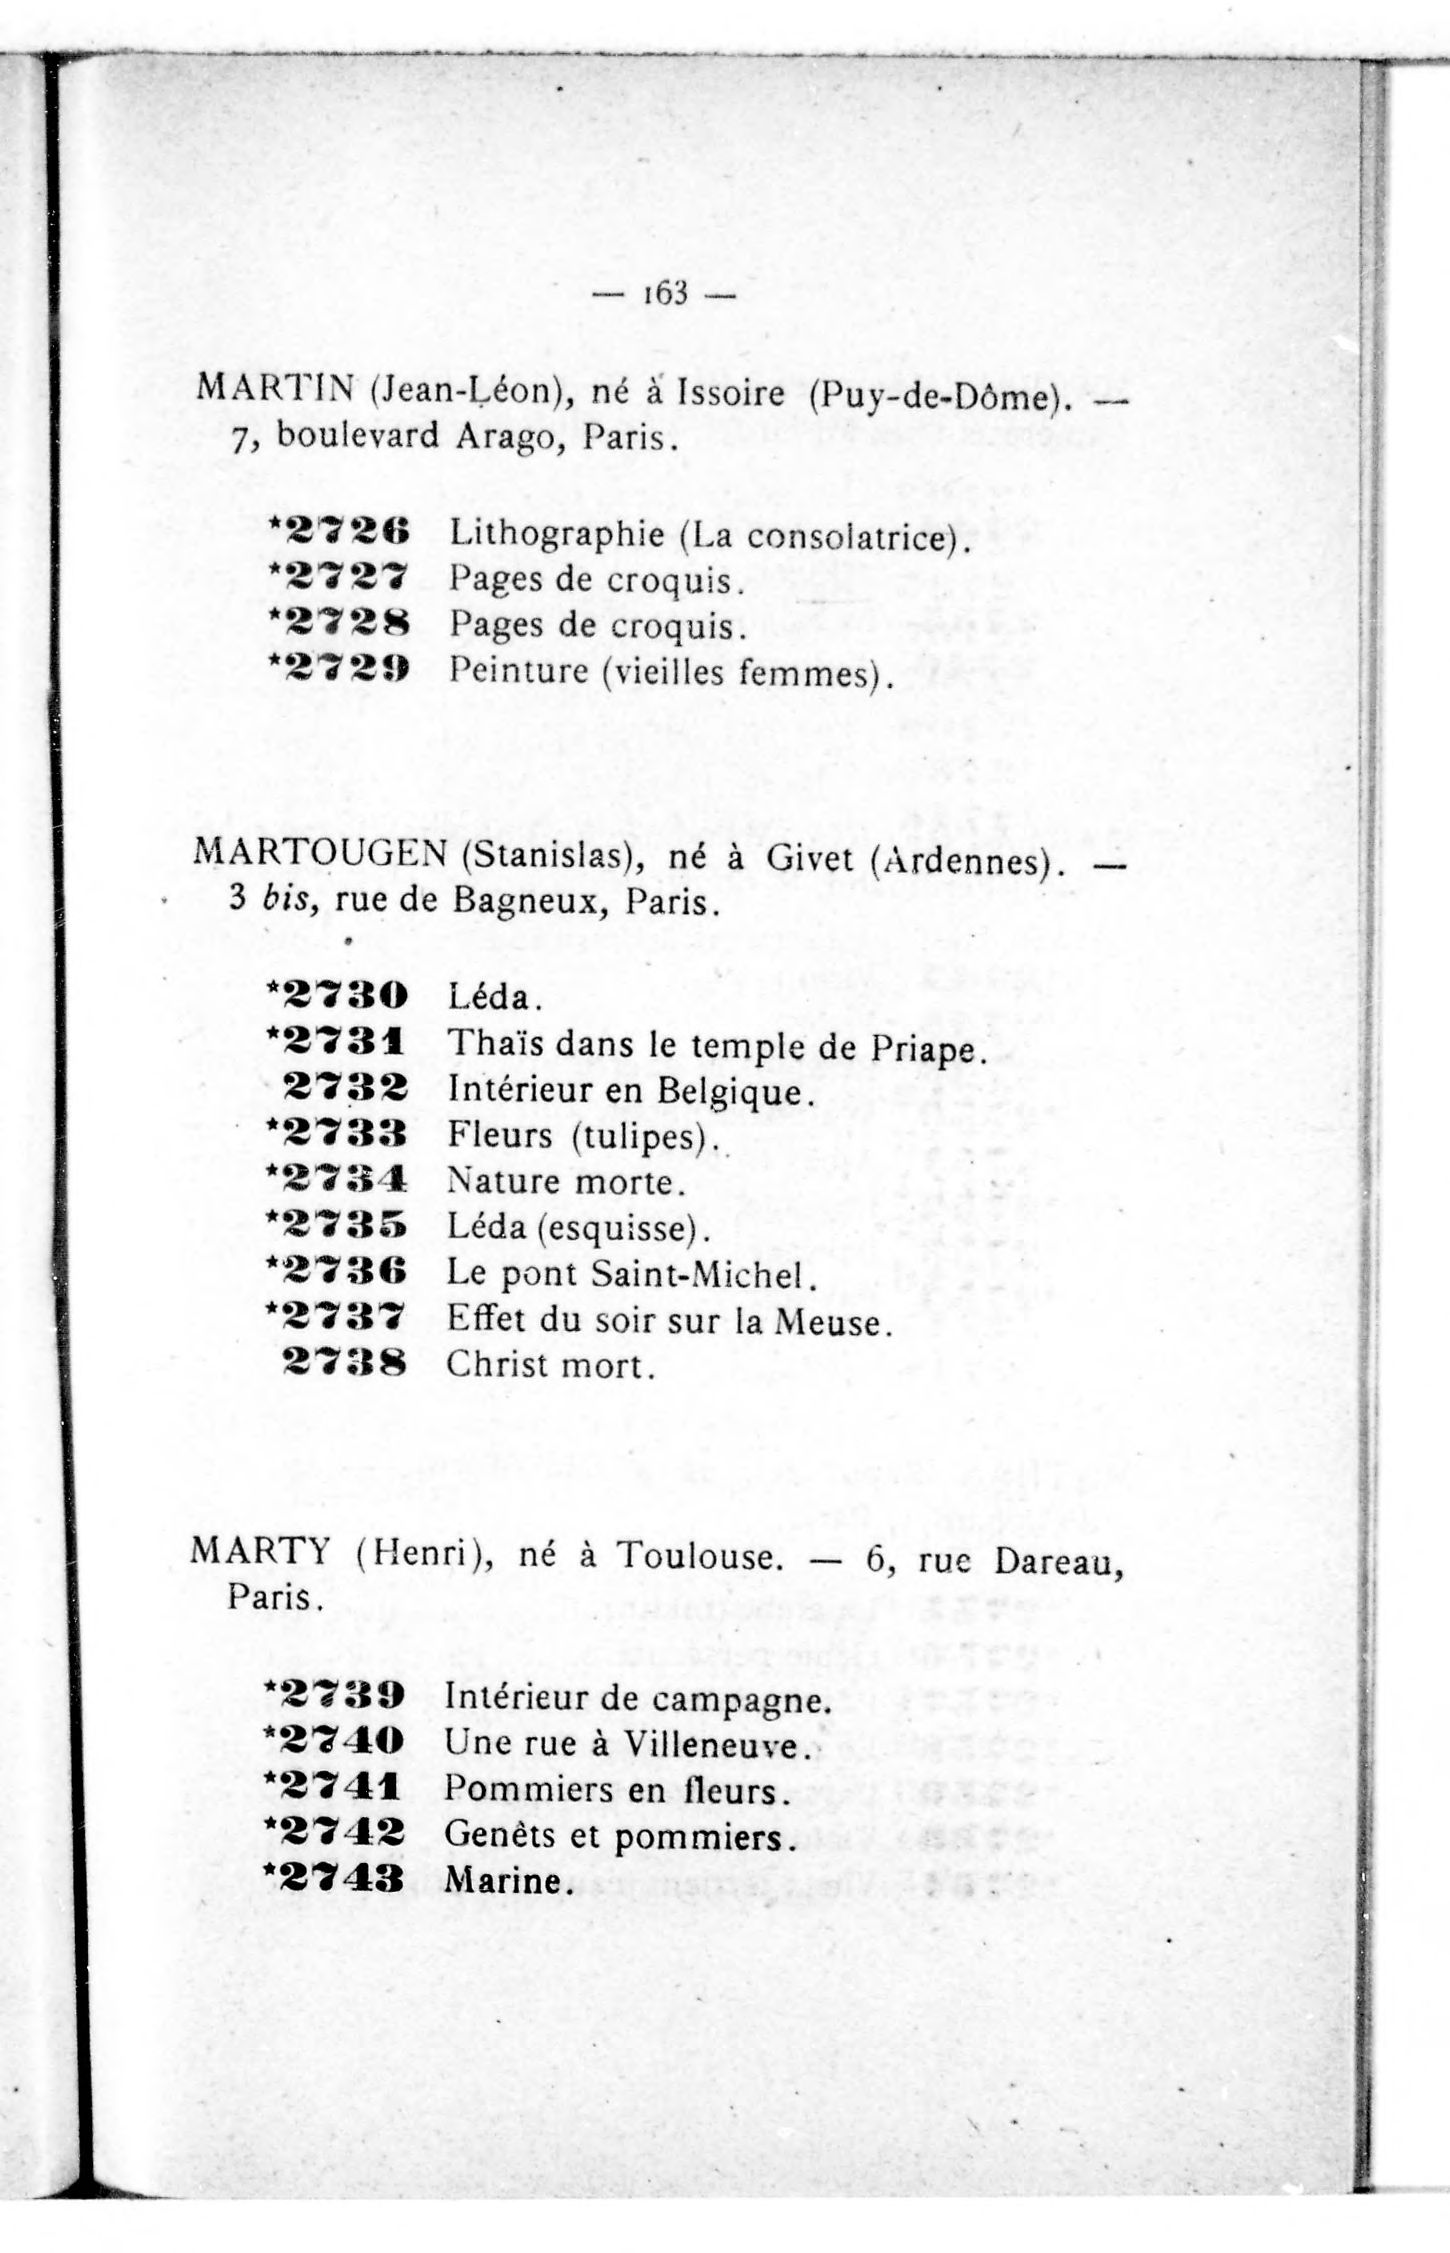 — 163 —
MARTIN (Jean-Léon), né à Issoire (Puy-de-Dôme). —
7, boulevard Arago, Paris.
*2726 Lithographie (La consolatrice).
*2727 Pages de croquis.
*2728 Pages de croquis.
*2729 Peinture (vieilles femmes).
MARTOUGEN (Stanislas), né à Givet (Ardennes). —
3 bis, rue de Bagneux, Paris.
*2730 Léda.
*2731 Thaïs dans le temple de Priape.
2732 Intérieur en Belgique.
*2733 Fleurs (tulipes).
*2734 Nature morte.
*2735 Léda (esquisse).
*2736 Le pont Saint-Michel.
*2737 Effet du soir sur la Meuse.
2738 Christ mort.
MARTY (Henri), né à Toulouse. — 6, rue Dareau,
Paris.
*2739 Intérieur de campagne.
*2740 Une rue à Villeneuve.
*2741 Pommiers en fleurs.
*2742 Genêts et pommiers.
*2743 Marine.